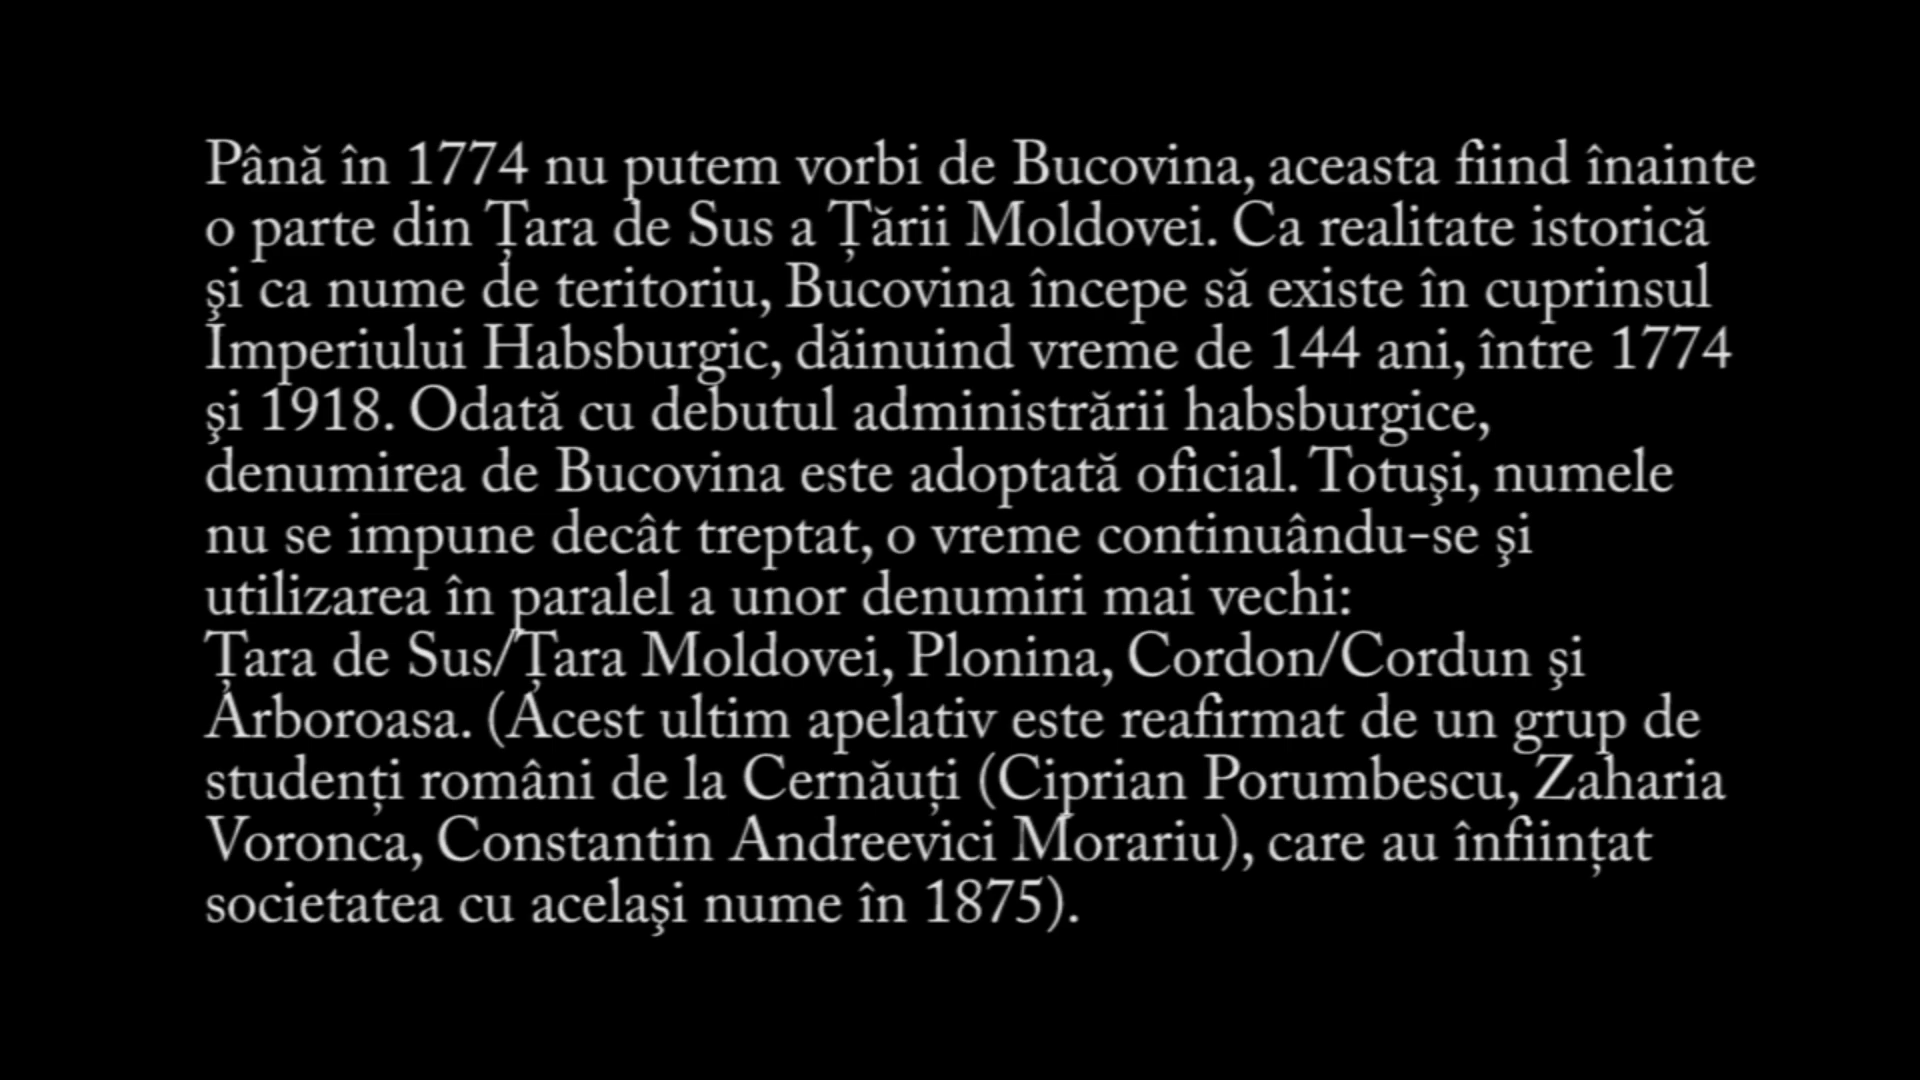 Până în 1774 nu putem vorbi de Bucovina, aceasta fiind înainte
o parte din Țara de Sus a Țării Moldovei. Ca realitate istorică
şi ca nume de teritoriu, Bucovina începe să existe în cuprinsul
Imperiului Habsburgic, dăinuind vreme de 144 ani, între 1774
şi 1918. Odată cu debutul administrării habsburgice,
denumirea de Bucovina este adoptată oficial. Totuşi, numele
nu se impune decât treptat, o vreme continuându-se şi
utilizarea în paralel a unor denumiri mai vechi:
Țara de Sus/Țara Moldovei, Plonina, Cordon/Cordun şi
Arboroasa. (Acest ultim apelativ este reafirmat de un grup de
studenți români de la Cernăuți (Ciprian Porumbescu, Zaharia
Voronca, Constantin Andreevici Morariu), care au înființat
societatea cu acelaşi nume în 1875).